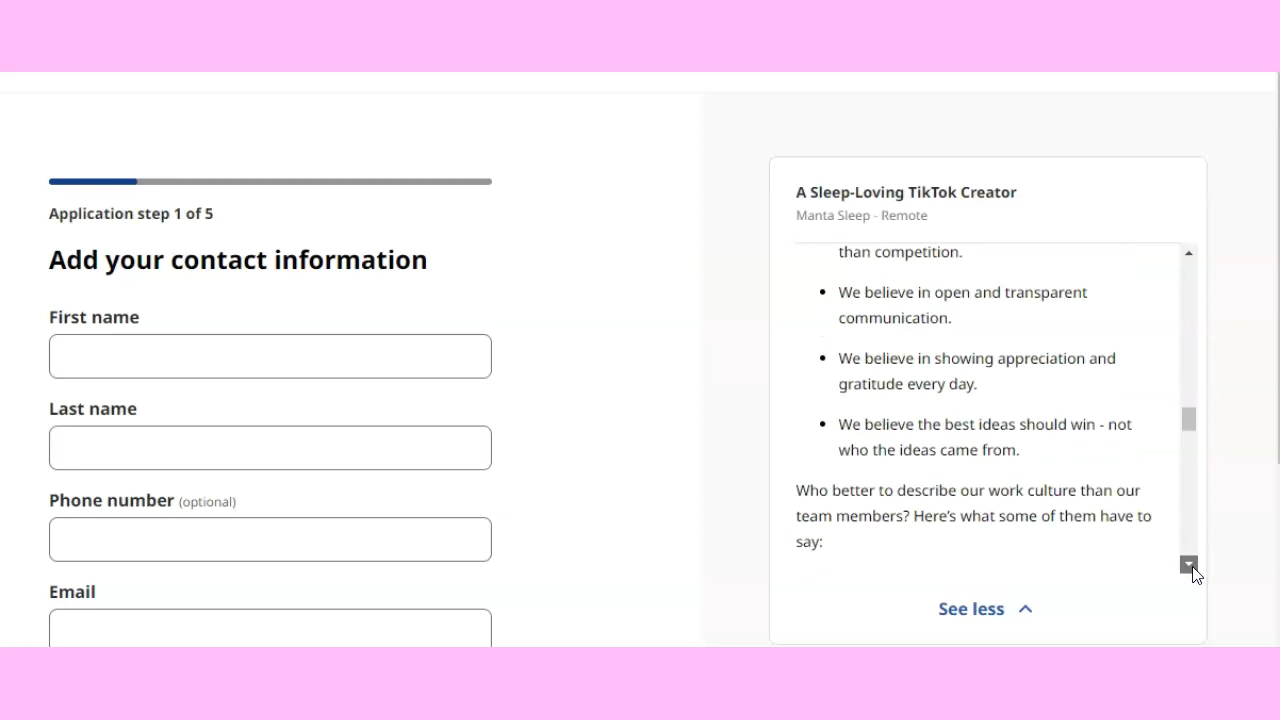 Application step 1 of 5
Add your contact information
First name
Last name
Phone number (optional)
Email
A Sleep-Loving TikTok Creator
Manta Sleep - Remote
than competition.
• We believe in open and transparent
communication.
• We believe in showing appreciation and
gratitude every day.
• We believe the best ideas should win - not
who the ideas came from.
Who better to describe our work culture than our
team members? Here’s what some of them have to
say:
See less